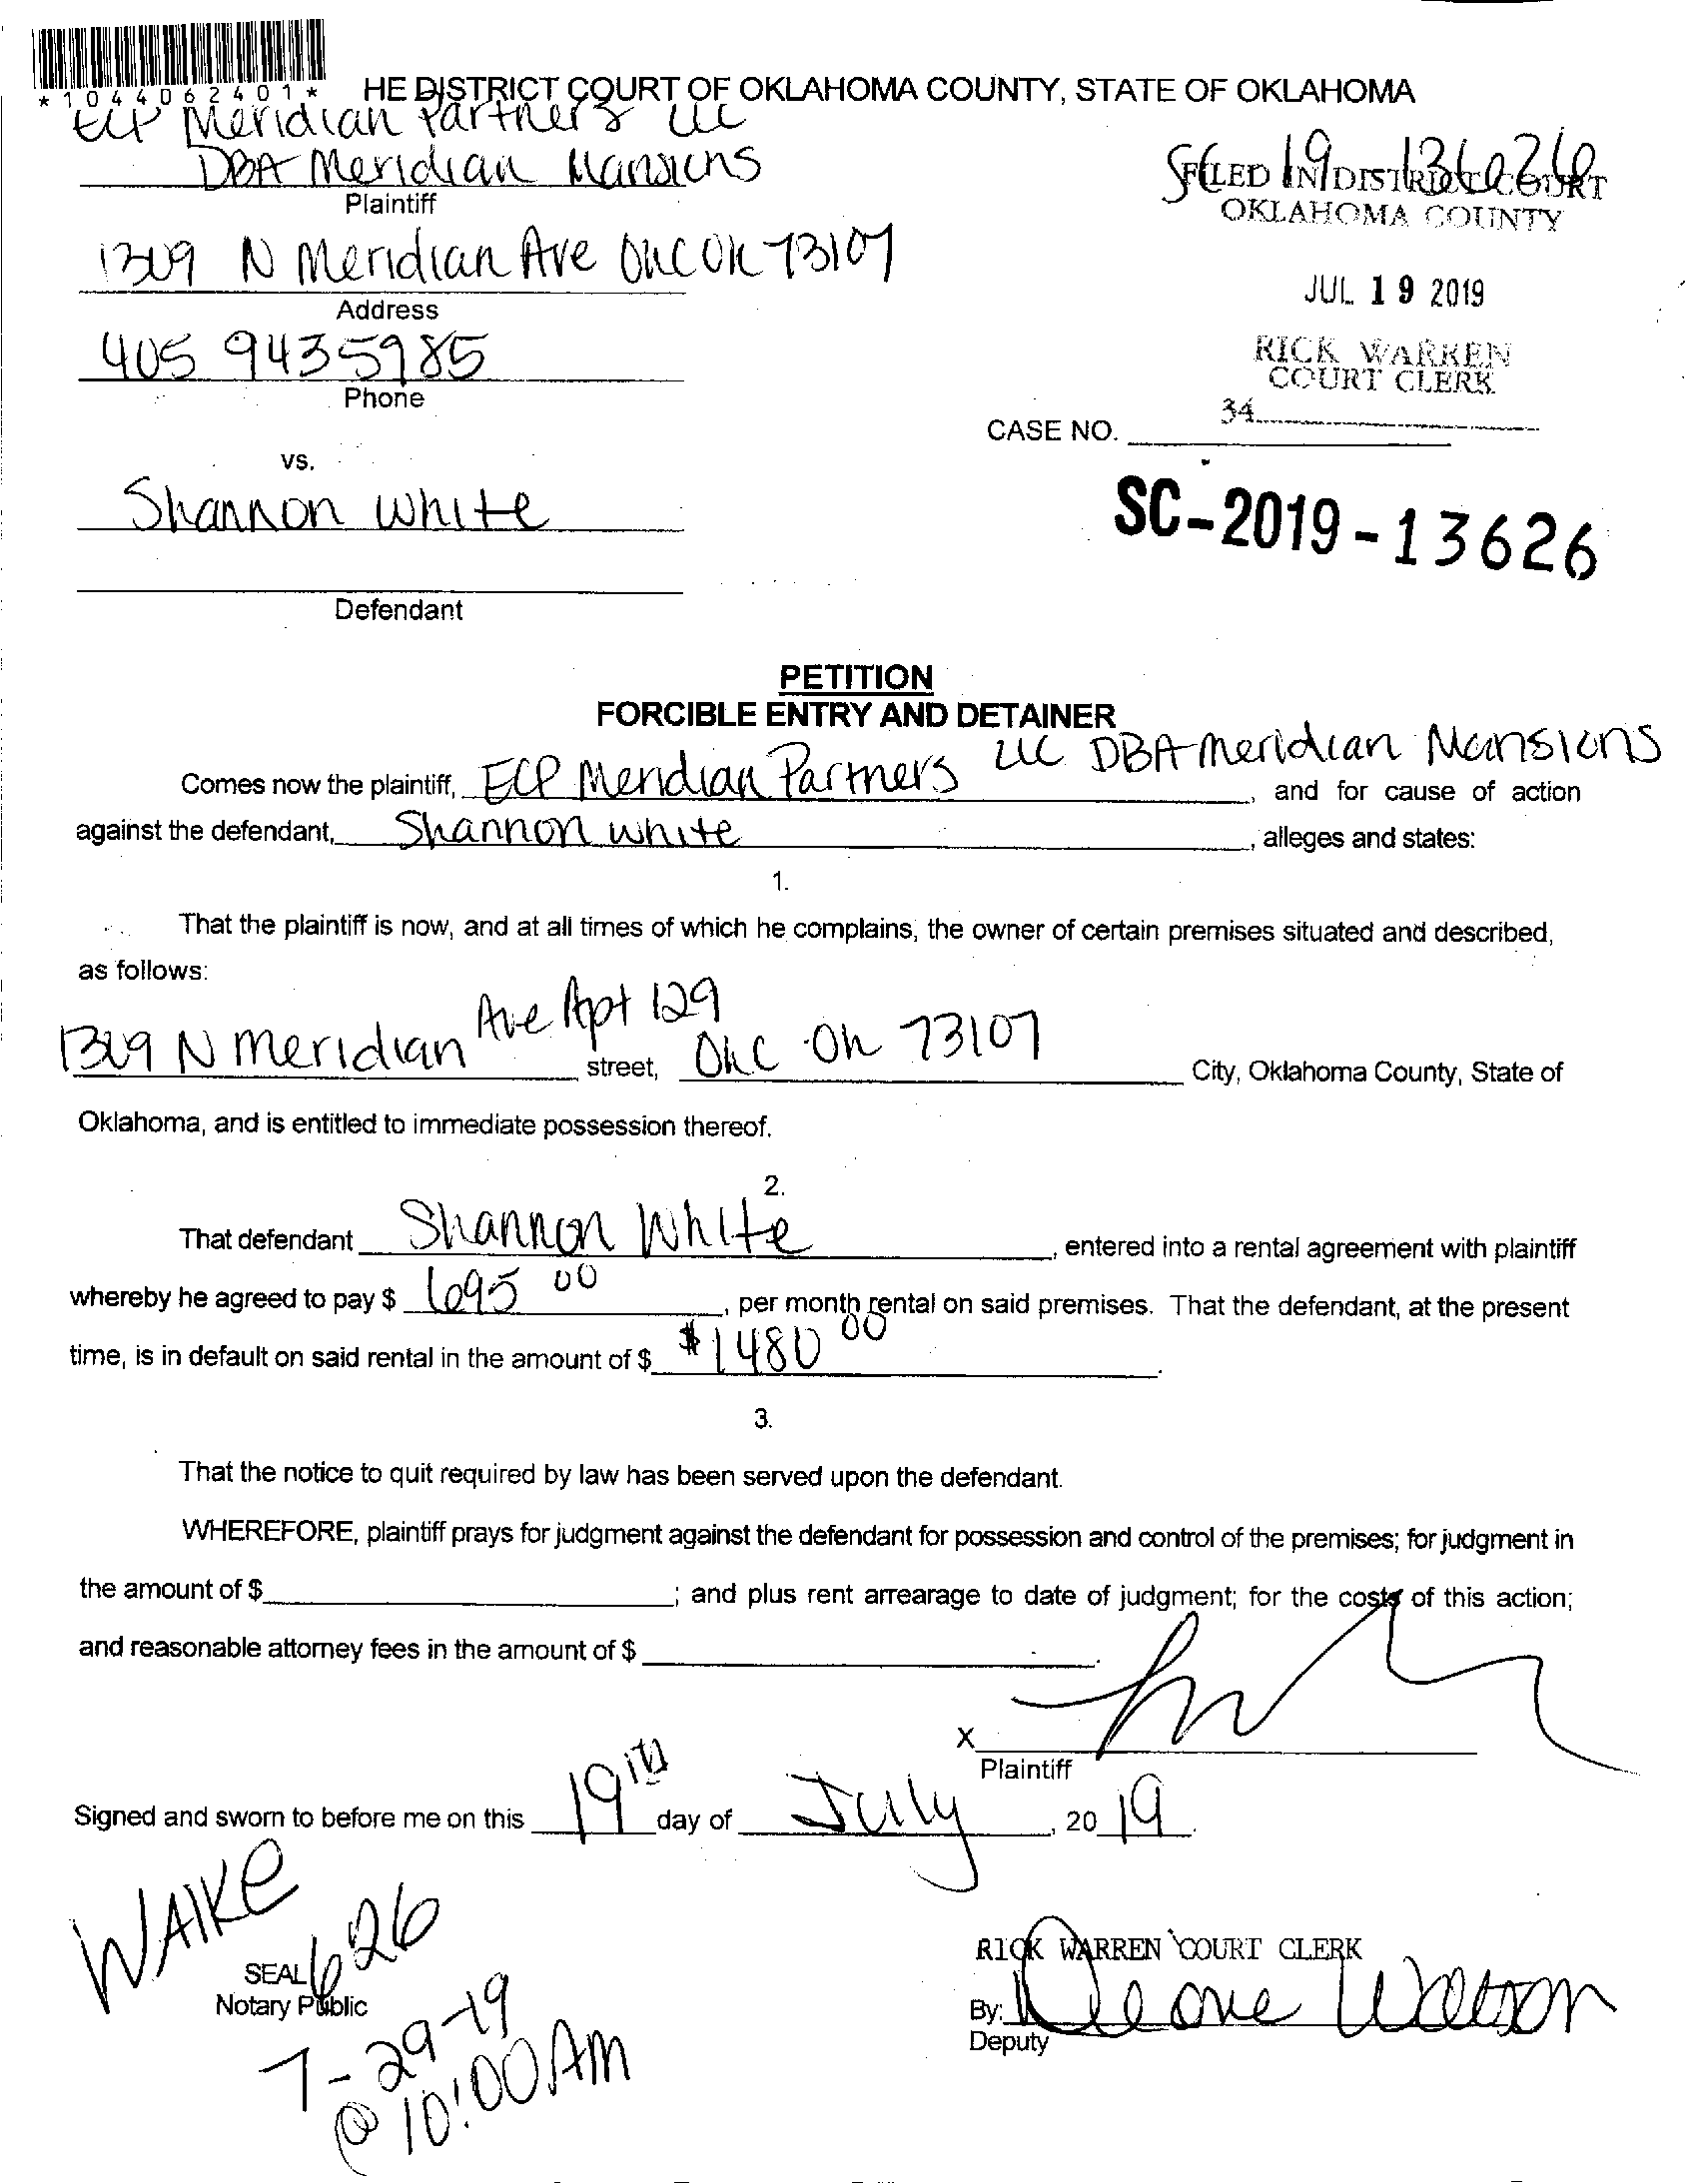 *1044062401*
HE DISTRICT COURT OF OKLAHOMA COUNTY, STATE OF OKLAHOMA
ECP Meridian Partners LLC
DBA Meridian Mansions
Plaintiff
SC 19 - 13626
FILED IN DISTRICT COURT
OKLAHOMA COUNTY
1319 N Meridian Ave OKC OK 73107
Address
JUL 19 2019
405 9435985
Phone
RICK WARREN
COURT CLERK
34
CASE NO.
vs.
Shannon White
SC-2019-13626
Defendant
PETITION
FORCIBLE ENTRY AND DETAINER
Comes now the plaintiff, ECP Meridian Partners LLC DBA Meridian Mansions, and for cause of action
against the defendant, Shannon White, alleges and states:
1.
That the plaintiff is now, and at all times of which he complains, the owner of certain premises situated and described,
as follows:
1319 N Meridian Ave Apt 129 street, OKC OK 73107 City, Oklahoma County, State of
Oklahoma, and is entitled to immediate possession thereof.
2.
That defendant Shannon White, entered into a rental agreement with plaintiff
whereby he agreed to pay $ 695 00, per month rental on said premises. That the defendant, at the present
time, is in default on said rental in the amount of $ $1480 00.
3.
That the notice to quit required by law has been served upon the defendant.
WHEREFORE, plaintiff prays for judgment against the defendant for possession and control of the premises; for judgment in
the amount of $ ; and plus rent arrearage to date of judgment; for the costs of this action;
and reasonable attorney fees in the amount of $ .
X
Plaintiff
Signed and sworn to before me on this 19th day of July, 20 19.
WAIKE
626
SEAL
Notary Public
7-29-19
@ 10:00 AM
RICK WARREN COURT CLERK
By:
Deputy